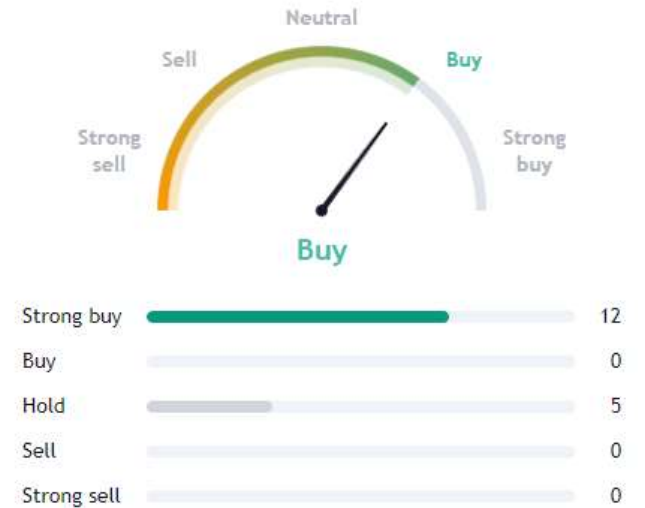 Neutral
Sell
Buy
Strong
sell
Strong
buy
Buy
Strong buy 12
Buy 0
Hold 5
Sell 0
Strong sell 0